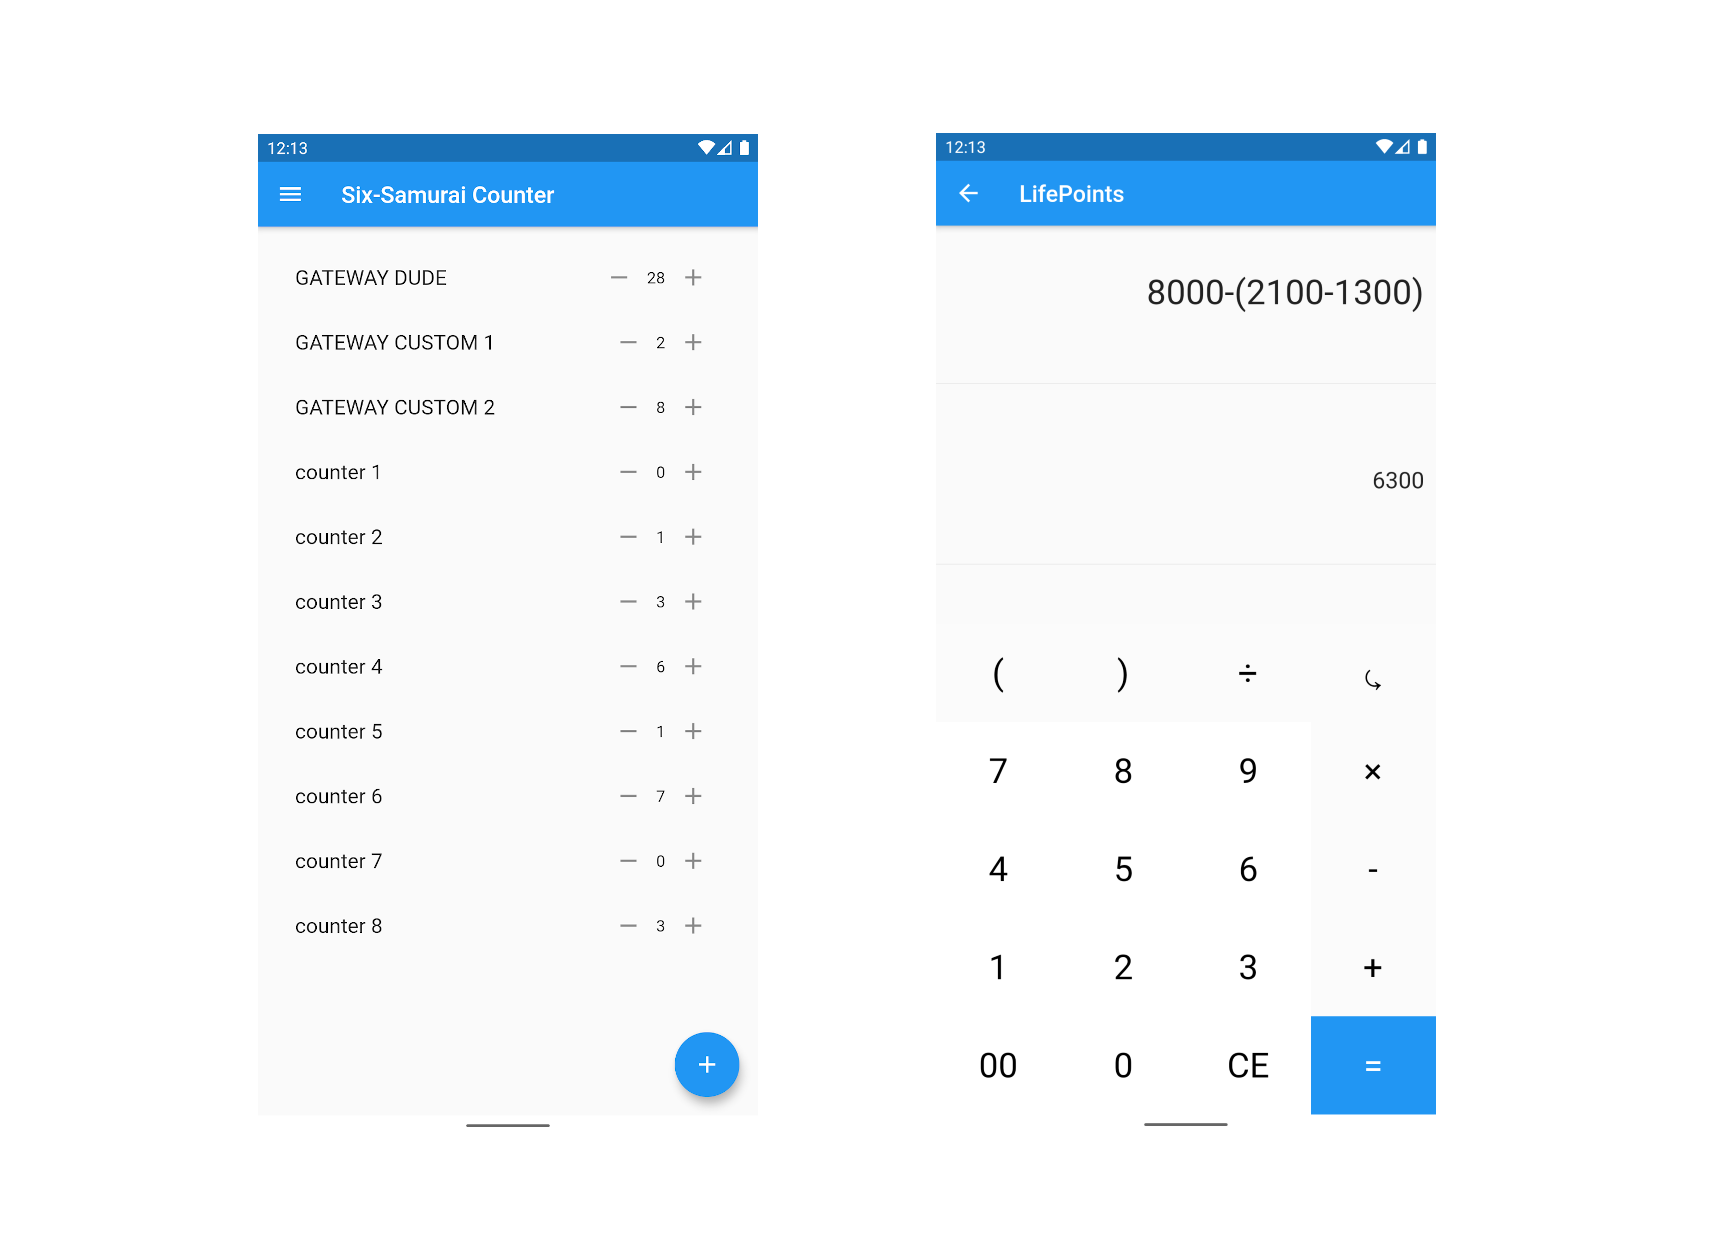 12:13
Six-Samurai Counter
GATEWAY DUDE — 28 +
GATEWAY CUSTOM 1 — 2 +
GATEWAY CUSTOM 2 — 8 +
counter 1 — 0 +
counter 2 — 1 +
counter 3 — 3 +
counter 4 — 6 +
counter 5 — 1 +
counter 6 — 7 +
counter 7 — 0 +
counter 8 — 3 +
+
12:13
LifePoints
8000-(2100-1300)
6300
( ) ÷
7 8 9 ×
4 5 6 -
1 2 3 +
00 0 CE =